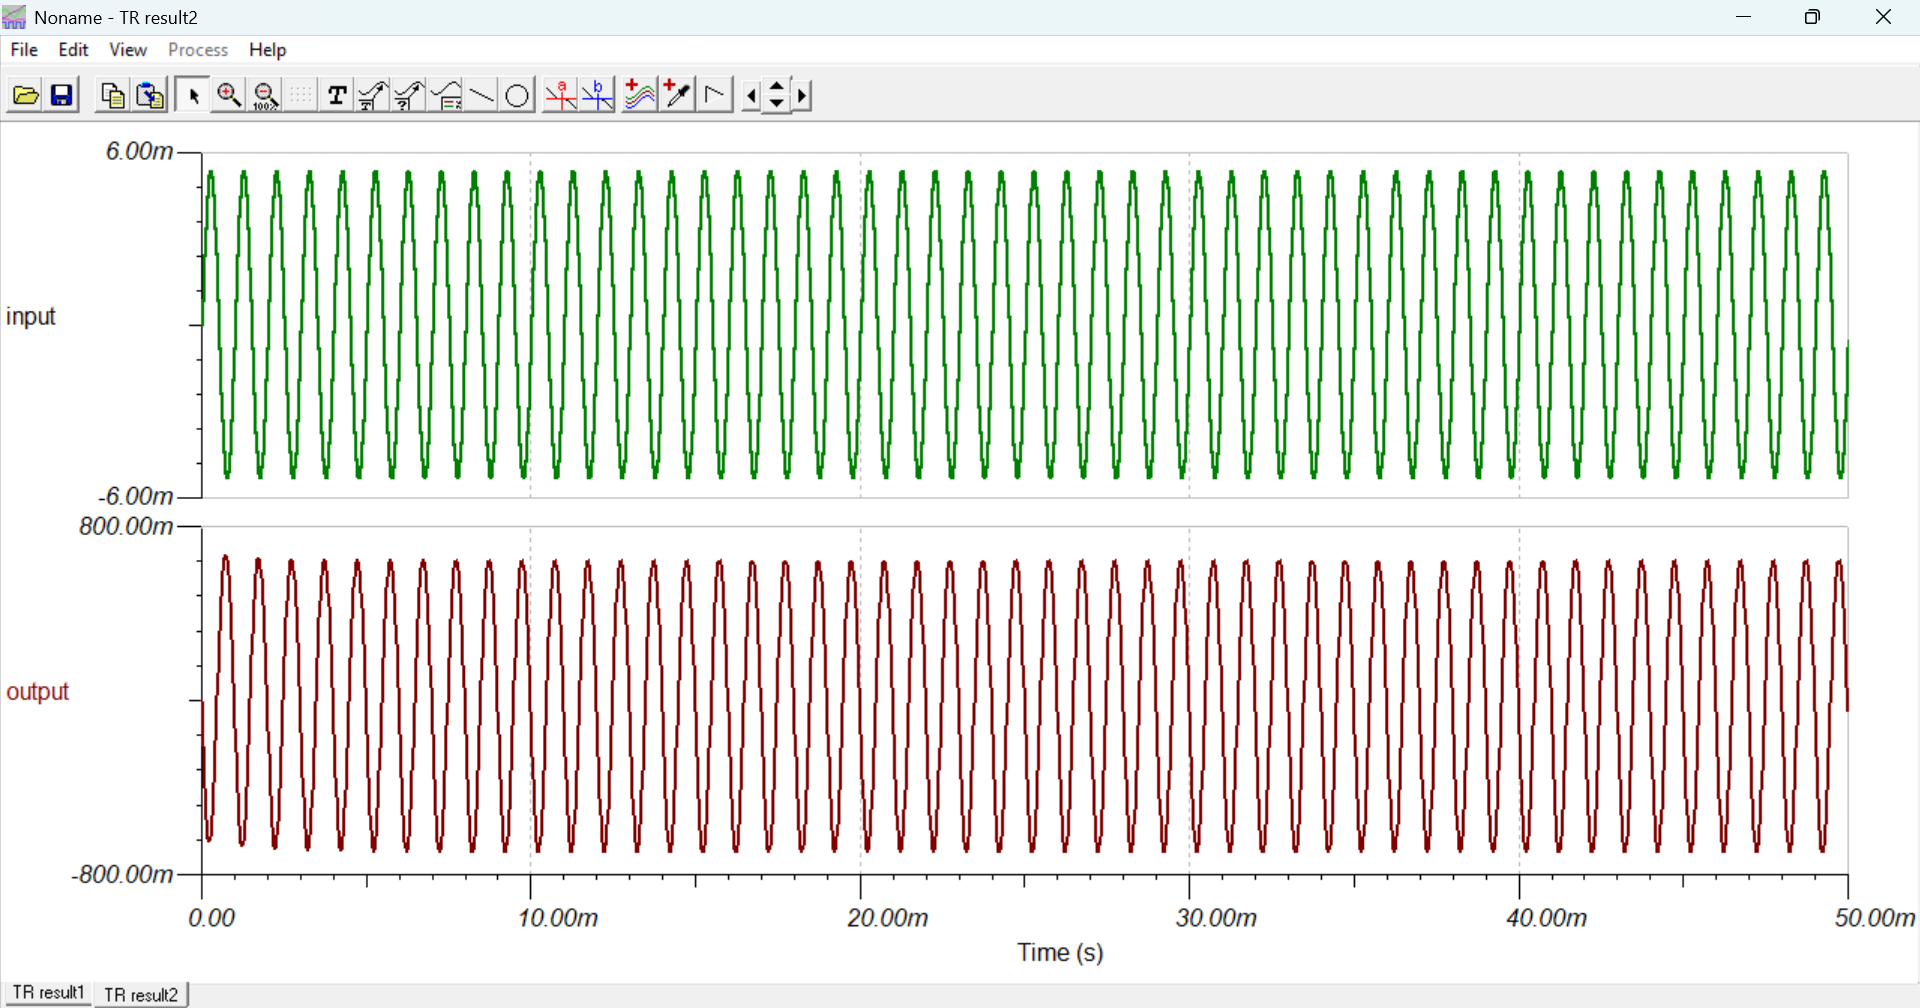 Noname - TR result2
File Edit View Process Help
100% T T ? a b
6.00m
input
-6.00m
800.00m
output
-800.00m
0.00 10.00m 20.00m 30.00m 40.00m 50.00m
Time (s)
TR result1 TR result2